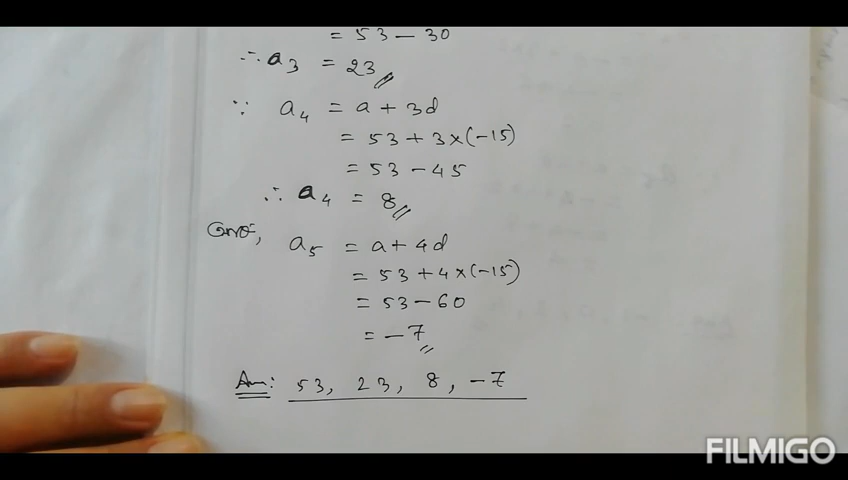 = 53 - 30
∴ a3 = 23
∵ a4 = a + 3d
= 53 + 3×(-15)
= 53 - 45
∴ a4 = 8
a5 = a + 4d
= 53 + 4×(-15)
= 53 - 60
= -7
Ans: 53, 23, 8, -7
FILMIGO